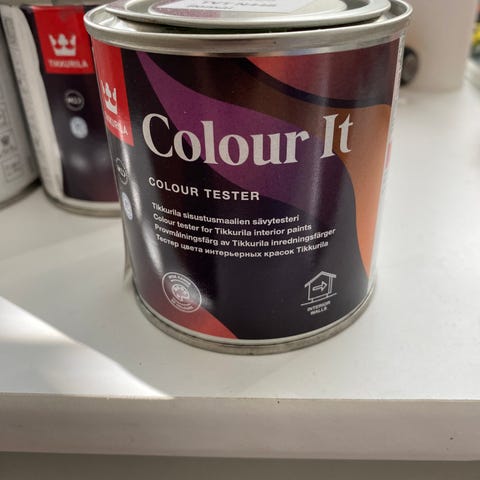 TIKKURILA
TIKKURILA
Colour It
COLOUR TESTER
Tikkurila sisustusmaalien sävytesteri
Colour tester for Tikkurila interior paints
Provmålningsfärg av Tikkurila inredningsfärger
Тестер цвета интерьерных красок Tikkurila
INTERIOR
WALLS